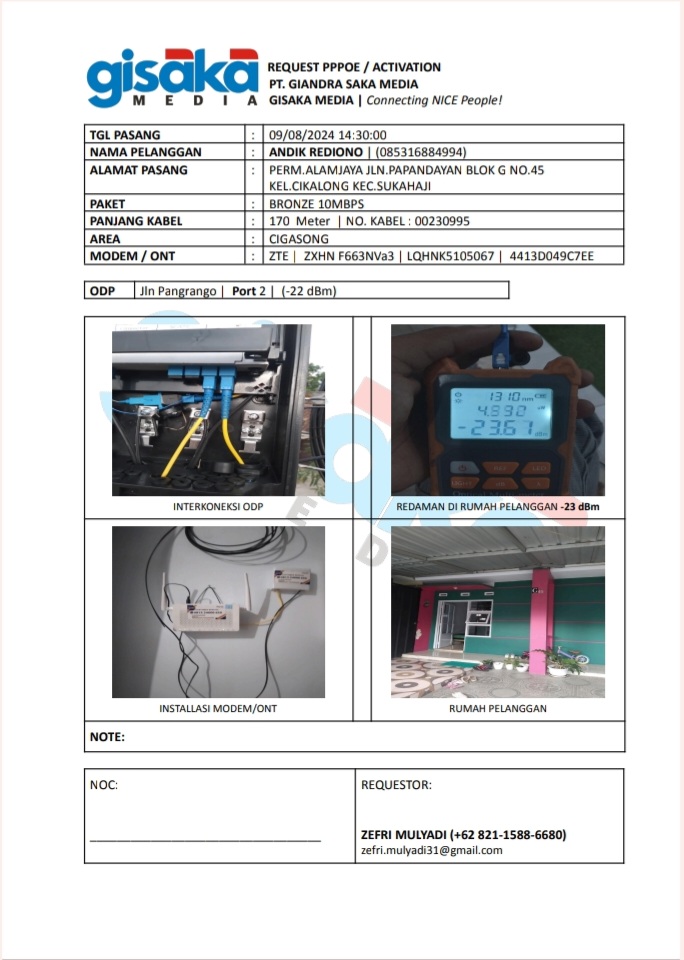 gisaka
MEDIA
REQUEST PPPOE / ACTIVATION
PT. GIANDRA SAKA MEDIA
GISAKA MEDIA | Connecting NICE People!
TGL PASANG : 09/08/2024 14:30:00
NAMA PELANGGAN : ANDIK REDIONO | (085316884994)
ALAMAT PASANG : PERM.ALAMJAYA JLN.PAPANDAYAN BLOK G NO.45
KEL.CIKALONG KEC.SUKAHAJI
PAKET : BRONZE 10MBPS
PANJANG KABEL : 170 Meter | NO. KABEL : 00230995
AREA : CIGASONG
MODEM / ONT : ZTE | ZXHN F663NVa3 | LQHNK5105067 | 4413D049C7EE
ODP Jln Pangrango | Port 2 | (-22 dBm)
1310 nm
4.892
-23.67 dBm
INTERKONEKSI ODP
REDAMAN DI RUMAH PELANGGAN -23 dBm
INSTALLASI MODEM/ONT
RUMAH PELANGGAN
NOTE:
NOC:
REQUESTOR:
ZEFRI MULYADI (+62 821-1588-6680)
zefri.mulyadi31@gmail.com